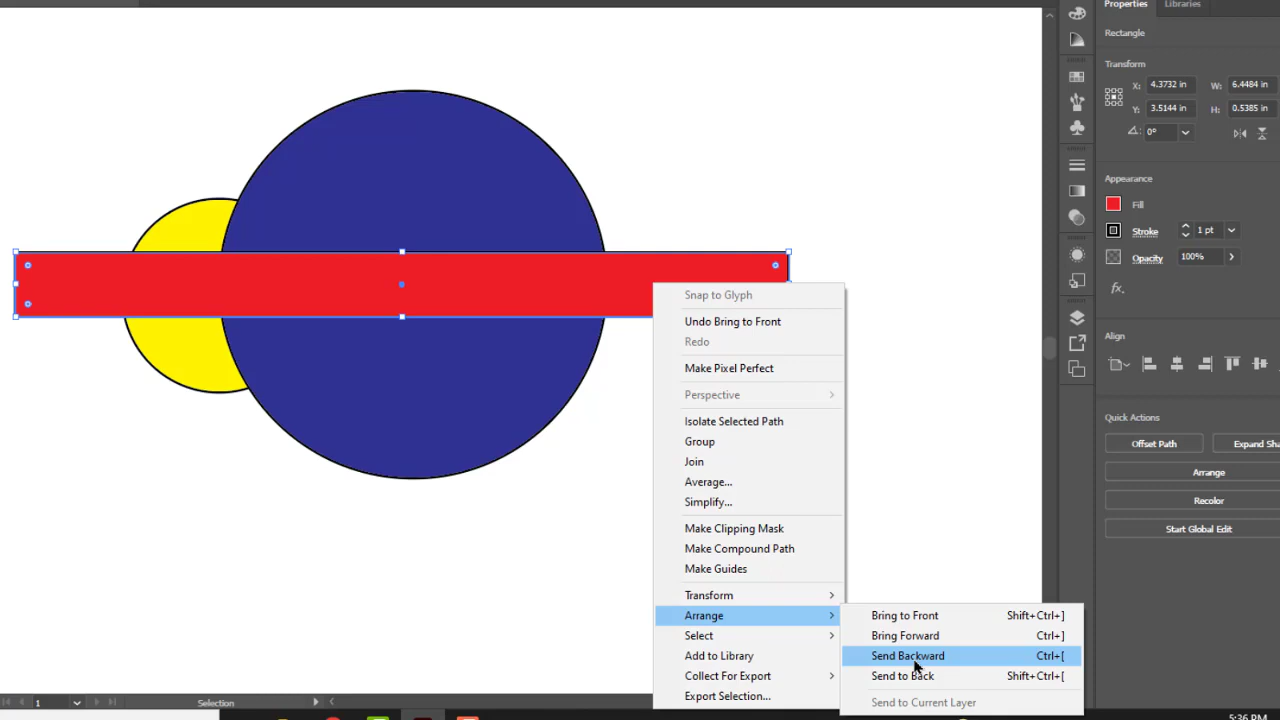 Properties Libraries
Rectangle
Transform
X: 4.3732 in W: 6.4484 in
Y: 3.5144 in H: 0.5385 in
0°
Appearance
Fill
Stroke 1 pt
Opacity 100%
fx.
Align
Quick Actions
Offset Path Expand Sha
Arrange
Recolor
Start Global Edit
Snap to Glyph
Undo Bring to Front
Redo
Make Pixel Perfect
Perspective
Isolate Selected Path
Group
Join
Average...
Simplify...
Make Clipping Mask
Make Compound Path
Make Guides
Transform
Arrange
Select
Add to Library
Collect For Export
Export Selection...
Bring to Front Shift+Ctrl+]
Bring Forward Ctrl+]
Send Backward Ctrl+[
Send to Back Shift+Ctrl+[
Send to Current Layer
1 Selection
5:36 PM